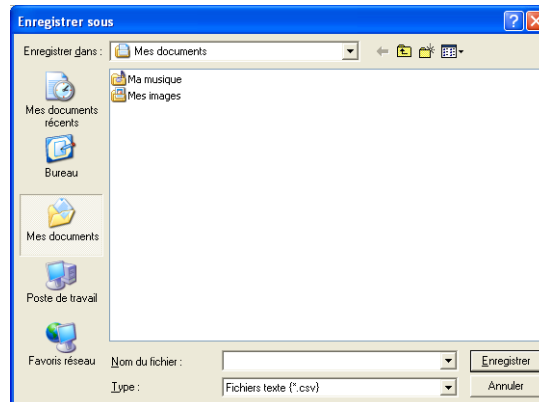 Enregistrer sous
Enregistrer dans :
Mes documents
Ma musique
Mes images
Mes documents
récents
Bureau
Mes documents
Poste de travail
Favoris réseau
Nom du fichier :
Enregistrer
Type :
Fichiers texte (*.csv)
Annuler